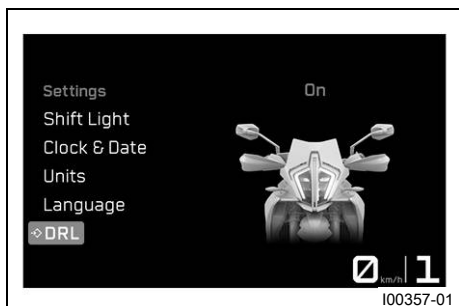 Settings
On
Shift Light
Clock & Date
Units
Language
DRL
0 km/h 1
I00357-01